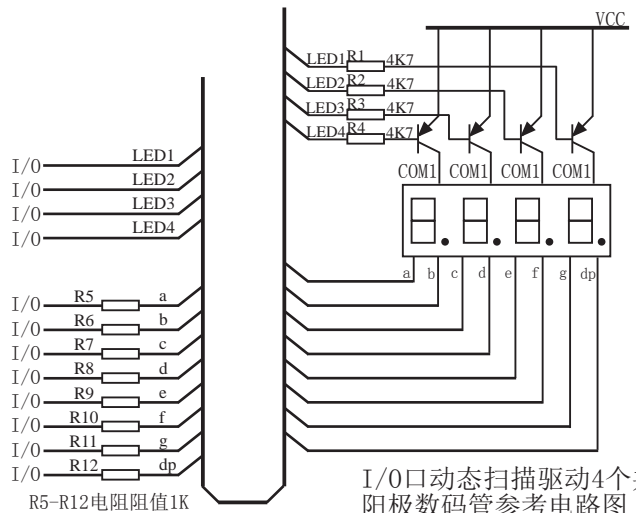 VCC
LED1 R1 4K7
LED2 R2 4K7
LED3 R3 4K7
LED4 R4 4K7
COM1 COM1 COM1 COM1
I/O LED1
I/O LED2
I/O LED3
I/O LED4
a b c d e f g dp
I/O R5 a
I/O R6 b
I/O R7 c
I/O R8 d
I/O R9 e
I/O R10 f
I/O R11 g
I/O R12 dp
R5-R12电阻阻值1K
I/O口动态扫描驱动4个
阳极数码管参考电路图